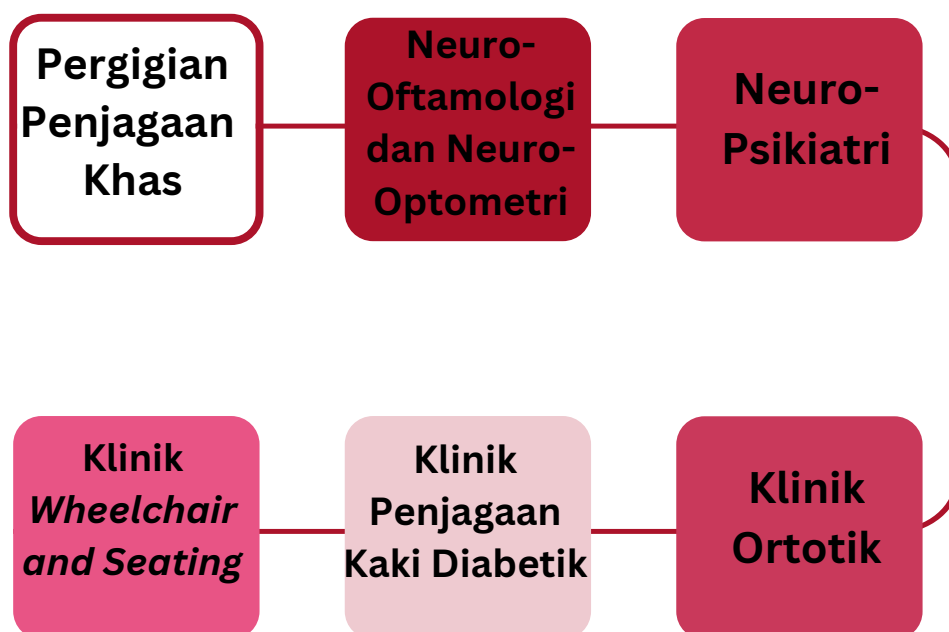 Pergigian
Penjagaan
Khas
Neuro-
Oftamologi
dan Neuro-
Optometri
Neuro-
Psikiatri
Klinik
Wheelchair
and Seating
Klinik
Penjagaan
Kaki Diabetik
Klinik
Ortotik